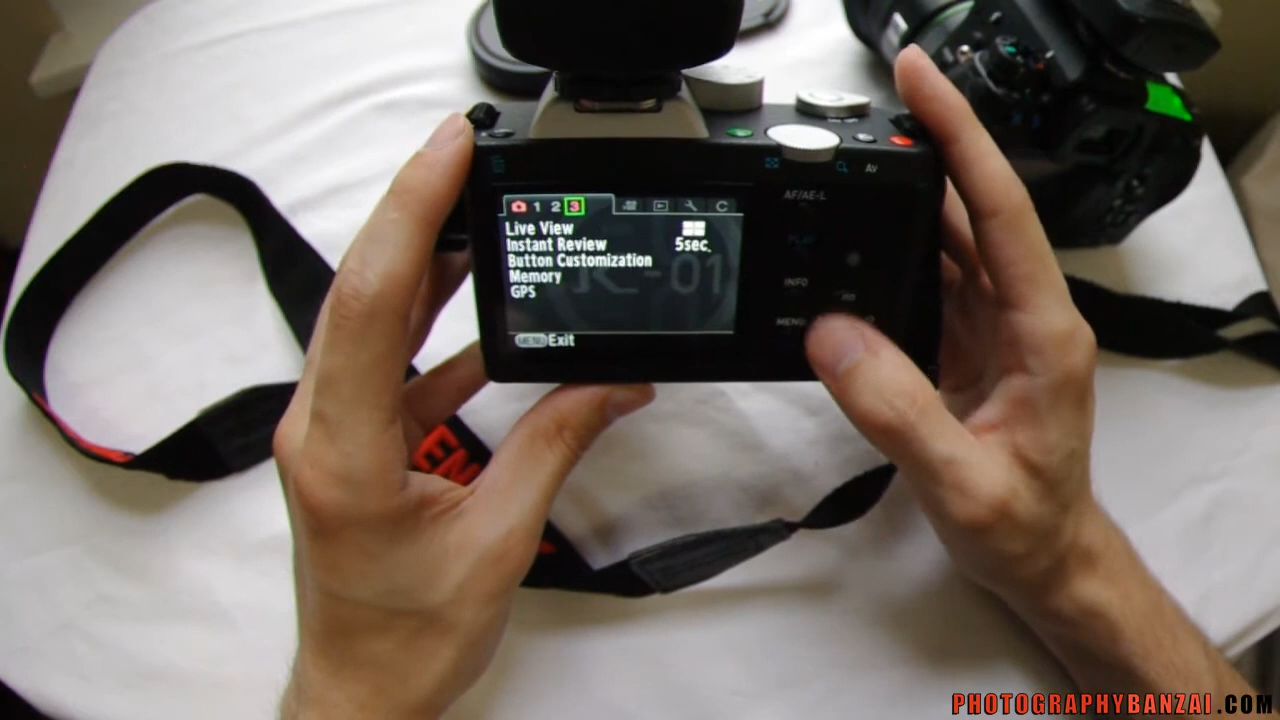 AV
AF/AE-L
1 2 3
C
Live View
Instant Review 5sec.
Button Customization
Memory
GPS
K-01
INFO
MENU
MENU Exit
PHOTOGRAPHYBANZAI.COM